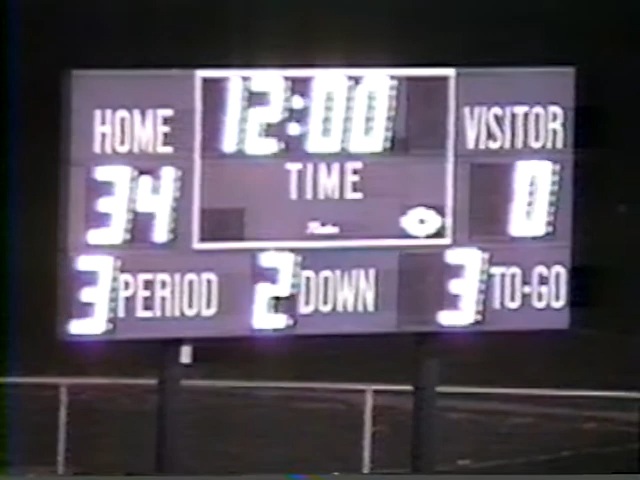 12:00
HOME
VISITOR
TIME
34
0
3 PERIOD 2 DOWN 3 TO-GO